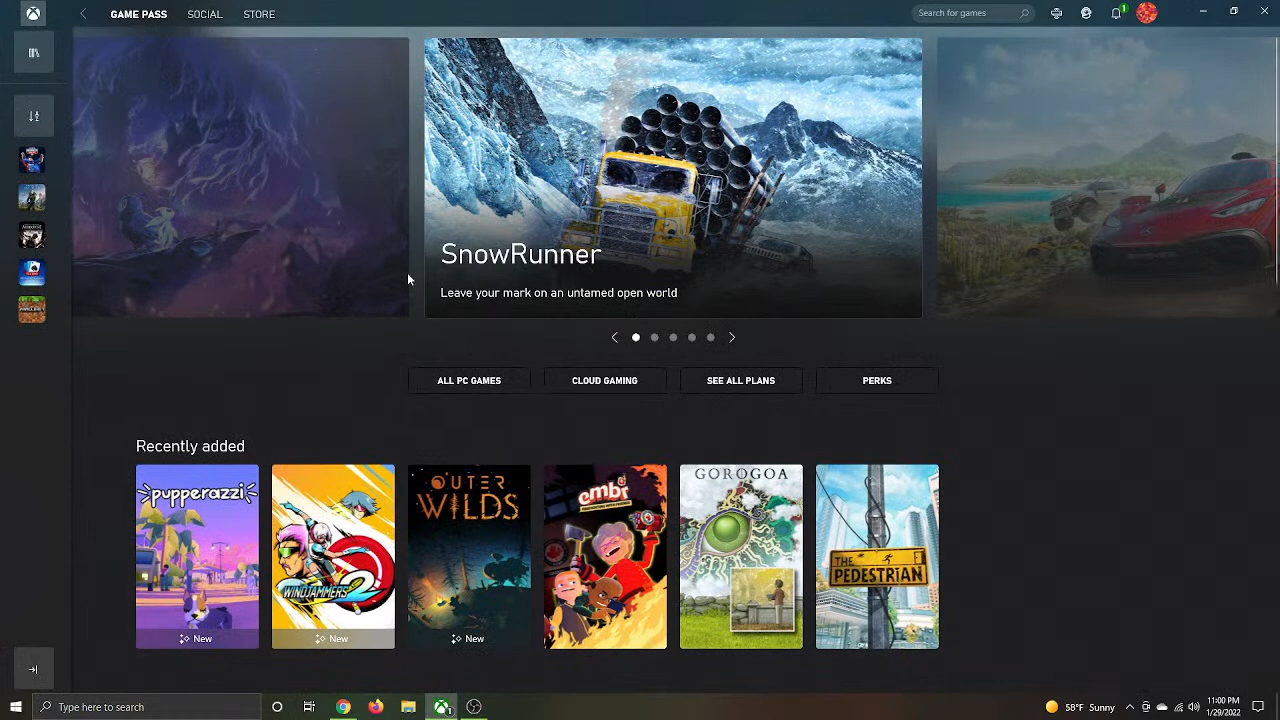 GAME PASS
SOCIAL
STORE
Search for games
1
SnowRunner
Leave your mark on an untamed open world
ALL PC GAMES
CLOUD GAMING
SEE ALL PLANS
PERKS
Recently added
pupperazzi
New
WINDJAMMERS 2
New
OUTER
WILDS
New
embr
GOROGOA
THE
PEDESTRIAN
Type here to search
1
58°F Sunny
11:00 PM
1/29/2022